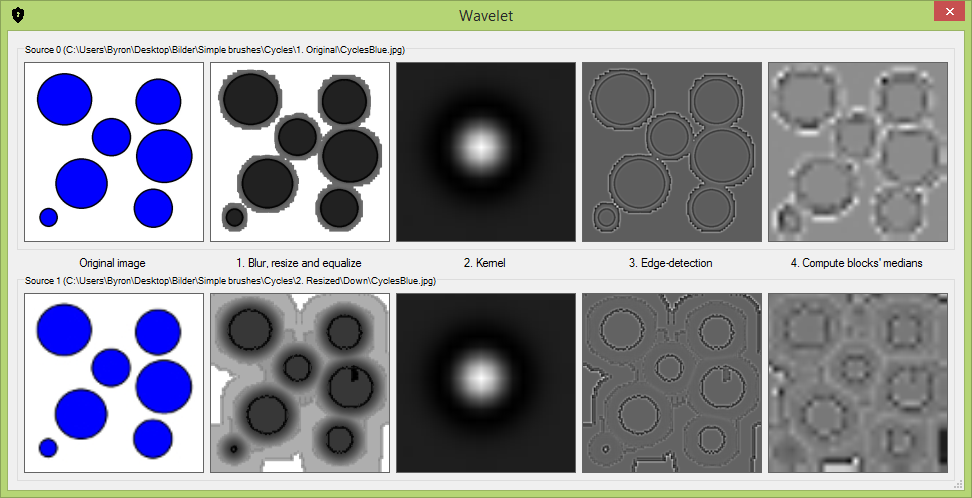 Wavelet
Source 0 (C:\Users\Byron\Desktop\Bilder\Simple brushes\Cycles\1. Original\CyclesBlue.jpg)
Original image
1. Blur, resize and equalize
2. Kernel
3. Edge-detection
4. Compute blocks' medians
Source 1 (C:\Users\Byron\Desktop\Bilder\Simple brushes\Cycles\2. Resized\Down\CyclesBlue.jpg)